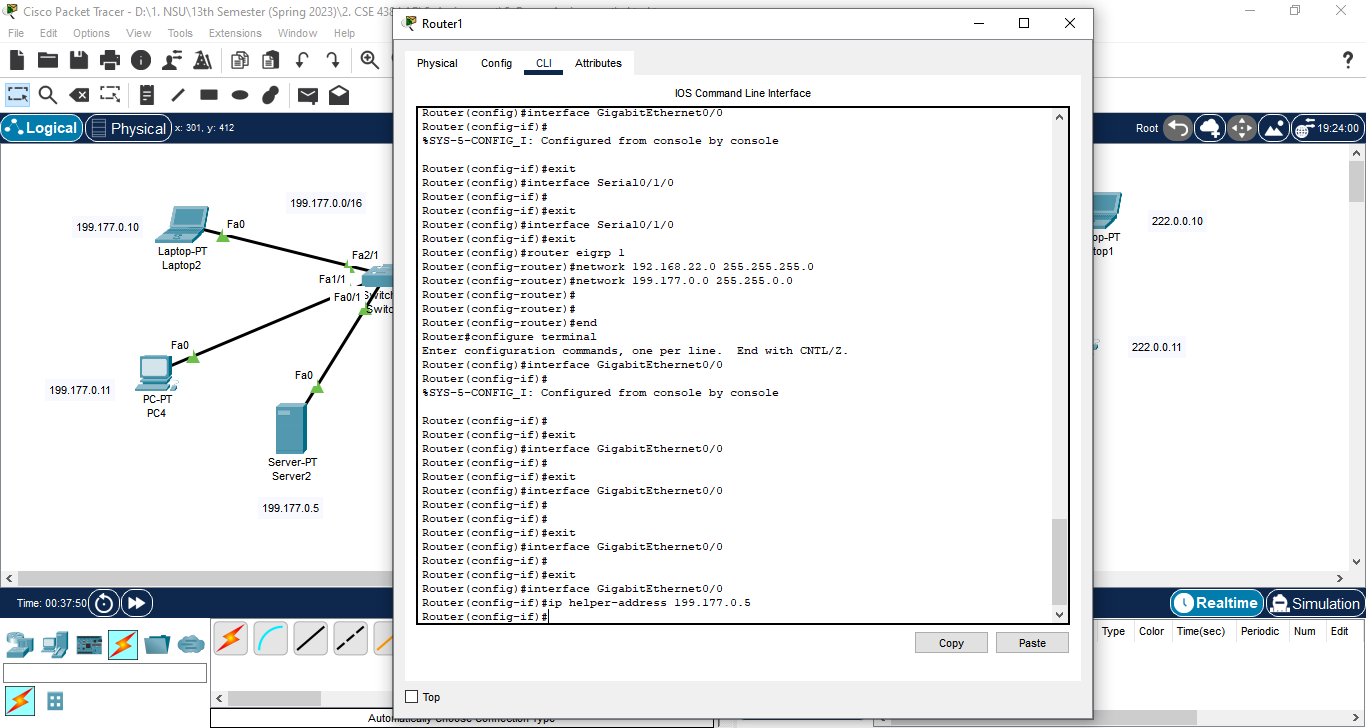 Cisco Packet Tracer - D:\1. NSU\13th Semester (Spring 2023)\2. CSE 438
Router1
File Edit Options View Tools Extensions Window Help
Physical Config CLI Attributes
IOS Command Line Interface
Logical Physical x: 301, y: 412
Root 19:24:00
Router(config)#interface GigabitEthernet0/0
Router(config-if)#
%SYS-5-CONFIG_I: Configured from console by console
Router(config-if)#exit
Router(config)#interface Serial0/1/0
Router(config-if)#
Router(config-if)#exit
Router(config)#interface Serial0/1/0
Router(config-if)#exit
Router(config)#router eigrp 1
Router(config-router)#network 192.168.22.0 255.255.255.0
Router(config-router)#network 199.177.0.0 255.255.0.0
Router(config-router)#
Router(config-router)#
Router(config-router)#end
Router#configure terminal
Enter configuration commands, one per line. End with CNTL/Z.
Router(config)#interface GigabitEthernet0/0
Router(config-if)#
%SYS-5-CONFIG_I: Configured from console by console
Router(config-if)#
Router(config-if)#exit
Router(config)#interface GigabitEthernet0/0
Router(config-if)#
Router(config-if)#exit
Router(config)#interface GigabitEthernet0/0
Router(config-if)#
Router(config-if)#
Router(config-if)#exit
Router(config)#interface GigabitEthernet0/0
Router(config-if)#
Router(config-if)#exit
Router(config)#interface GigabitEthernet0/0
Router(config-if)#ip helper-address 199.177.0.5
Router(config-if)#
Copy Paste
Top
199.177.0.0/16
199.177.0.10
Fa0
Laptop-PT
Laptop2
Fa2/1
Fa1/1
Fa0/1
Switch
Switc
Fa0
199.177.0.11
PC-PT
PC4
Fa0
Server-PT
Server2
199.177.0.5
222.0.0.10
op-PT
top1
222.0.0.11
Time: 00:37:50
Realtime Simulation
Type Color Time(sec) Periodic Num Edit
Automatically Choose Connection Type